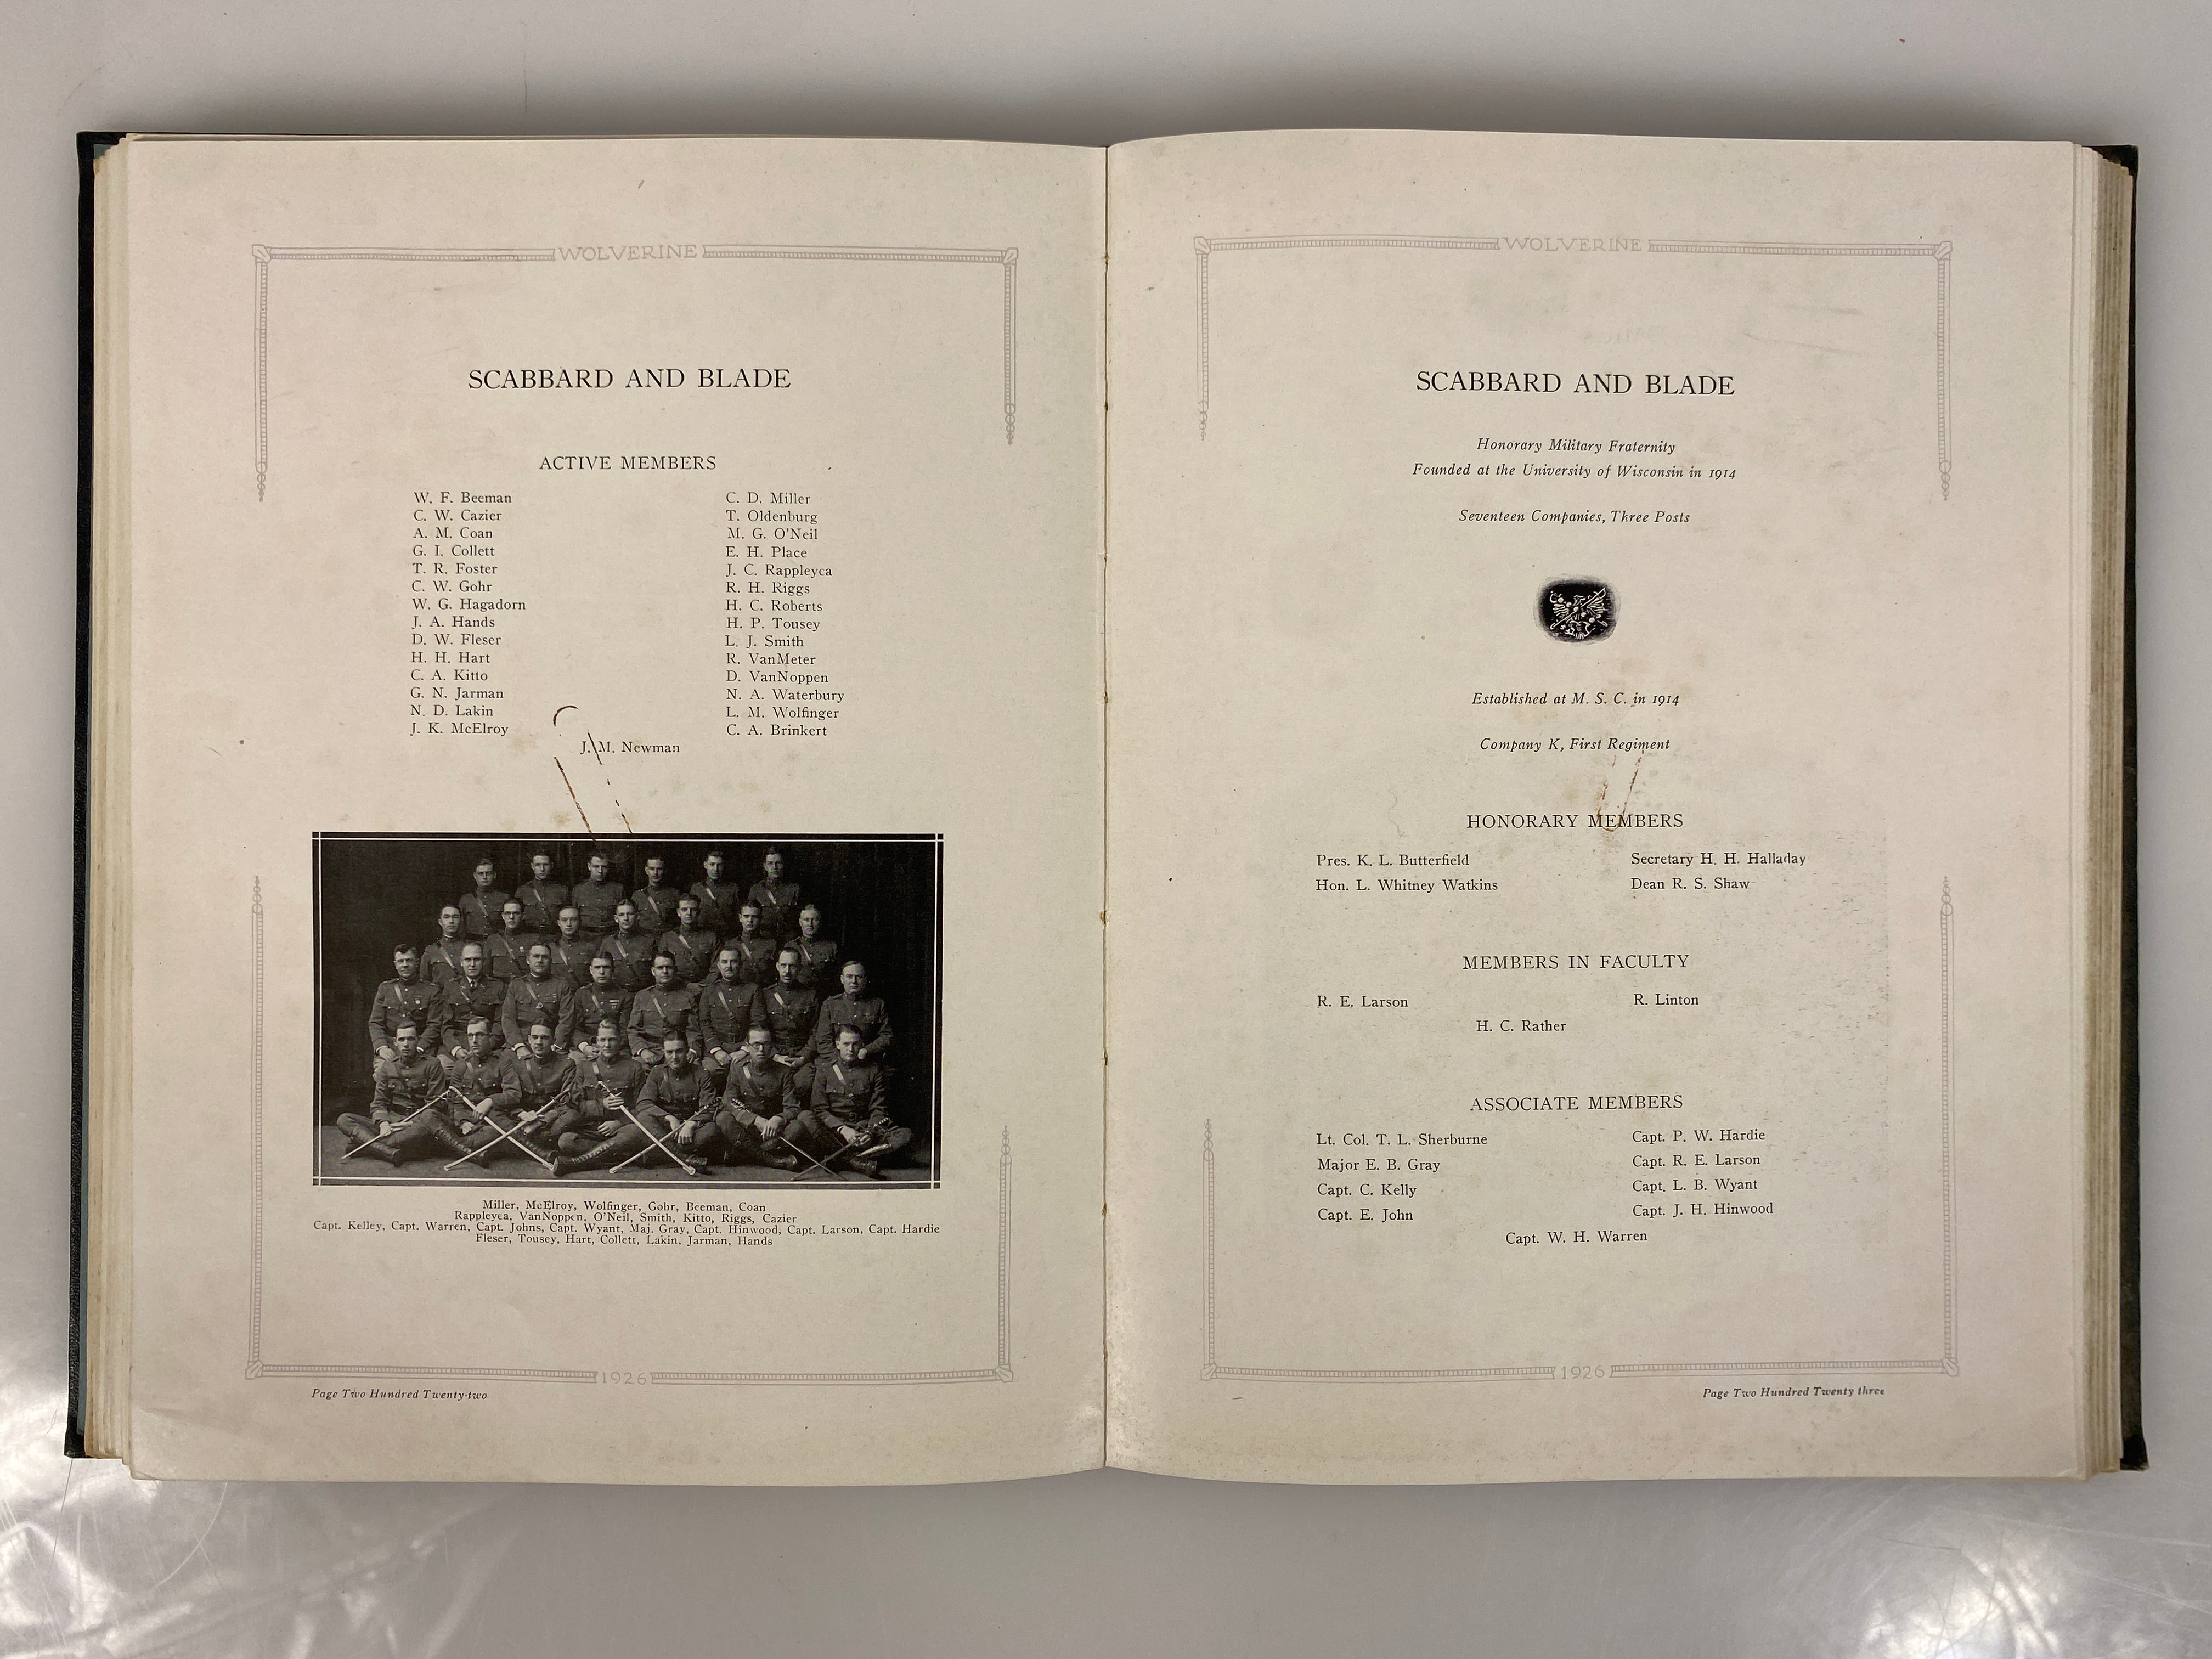 WOLVERINE
SCABBARD AND BLADE
ACTIVE MEMBERS
W. F. Beeman
C. W. Cazier
A. M. Coan
G. I. Collett
T. R. Foster
C. W. Gohr
W. G. Hagadorn
J. A. Hands
D. W. Fleser
H. H. Hart
C. A. Kitto
G. N. Jarman
N. D. Lakin
J. K. McElroy
C. D. Miller
T. Oldenburg
M. G. O'Neil
E. H. Place
J. C. Rappleyea
R. H. Riggs
H. C. Roberts
H. P. Tousey
L. J. Smith
R. VanMeter
D. VanNoppen
N. A. Waterbury
L. M. Wolfinger
C. A. Brinkert
J. M. Newman
Miller, McElroy, Wolfinger, Gohr, Beeman, Coan
Rappleyea, VanNoppen, O'Neil, Smith, Kitto, Riggs, Cazier
Capt. Kelley, Capt. Warren, Capt. Johns, Capt. Wyant, Maj. Gray, Capt. Hinwood, Capt. Larson, Capt. Hardie
Fleser, Tousey, Hart, Collett, Lakin, Jarman, Hands
1926
Page Two Hundred Twenty-two
WOLVERINE
SCABBARD AND BLADE
Honorary Military Fraternity
Founded at the University of Wisconsin in 1914
Seventeen Companies, Three Posts
Established at M. S. C. in 1914
Company K, First Regiment
HONORARY MEMBERS
Pres. K. L. Butterfield
Secretary H. H. Halladay
Hon. L. Whitney Watkins
Dean R. S. Shaw
MEMBERS IN FACULTY
R. E. Larson
R. Linton
H. C. Rather
ASSOCIATE MEMBERS
Lt. Col. T. L. Sherburne
Major E. B. Gray
Capt. C. Kelly
Capt. E. John
Capt. P. W. Hardie
Capt. R. E. Larson
Capt. L. B. Wyant
Capt. J. H. Hinwood
Capt. W. H. Warren
1926
Page Two Hundred Twenty three